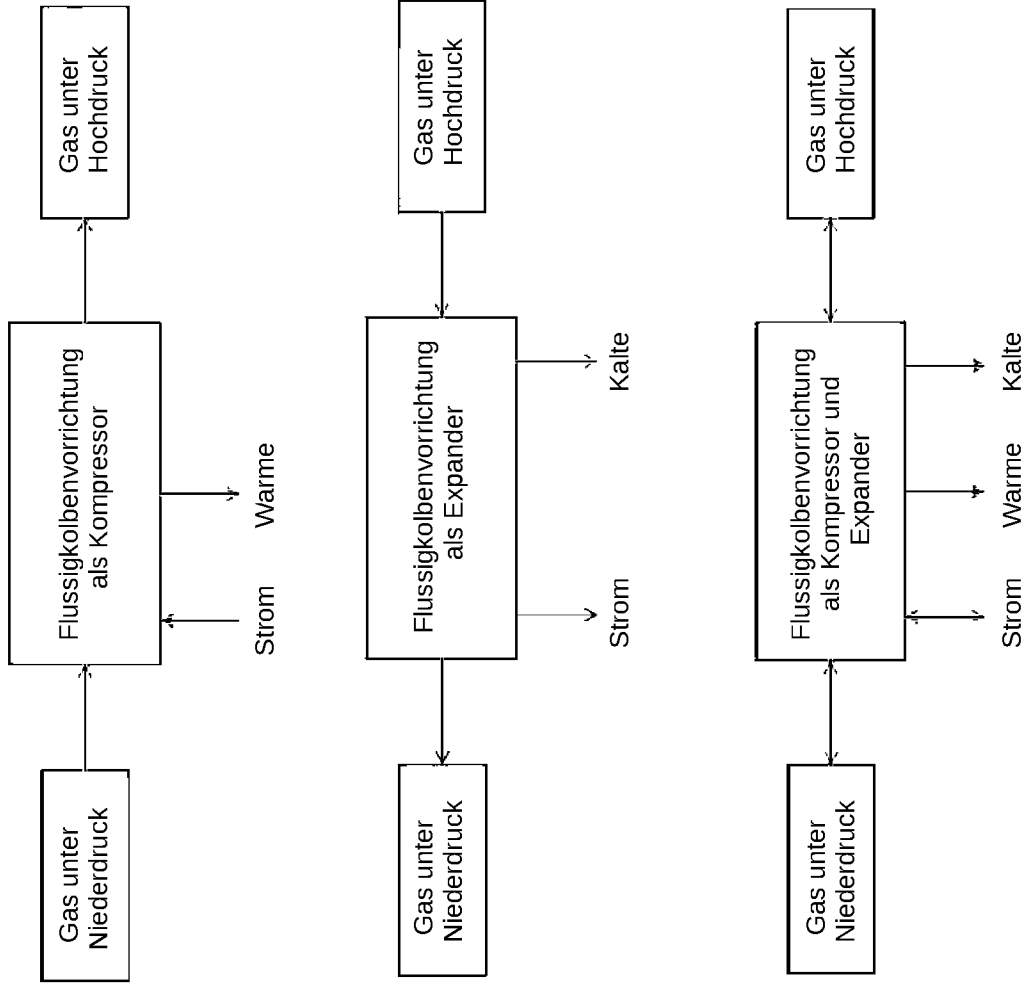 Gas unter
Niederdruck
Flussigkolbenvorrichtung
als Kompressor
Gas unter
Hochdruck
Strom
Warme
Gas unter
Niederdruck
Flussigkolbenvorrichtung
als Expander
Gas unter
Hochdruck
Strom
Kalte
Gas unter
Niederdruck
Flussigkolbenvorrichtung
als Kompressor und
Expander
Gas unter
Hochdruck
Strom
Warme
Kalte